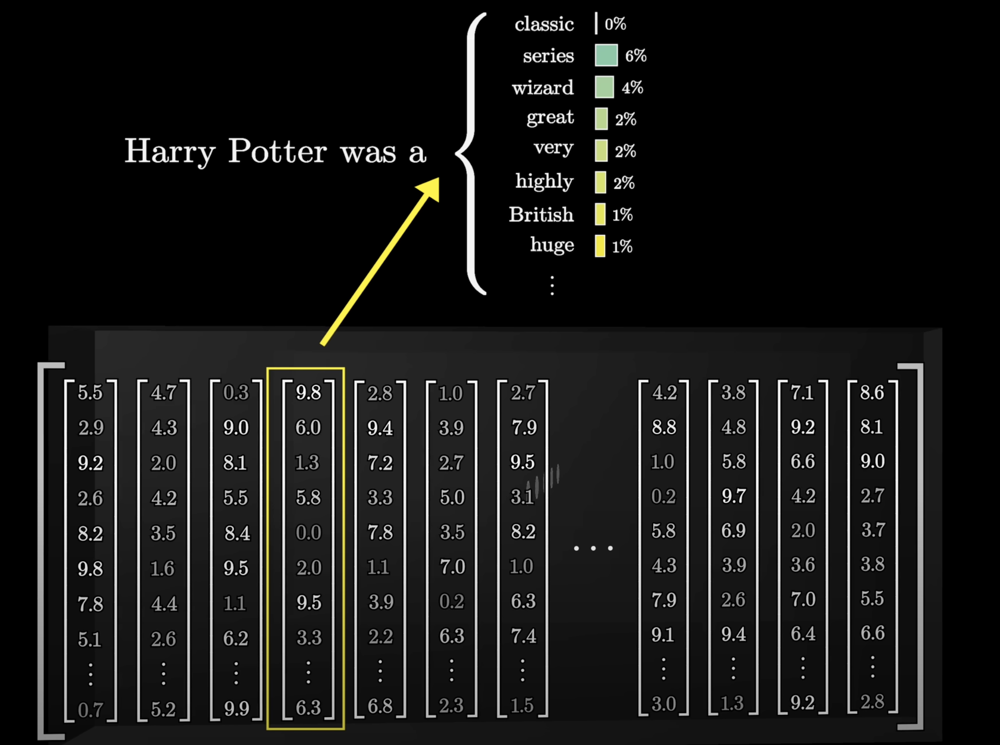 classic 0%
series 6%
wizard 4%
great 2%
Harry Potter was a
very 2%
highly 2%
British 1%
huge 1%
⋮
5.5 4.7 0.3 9.8 2.8 1.0 2.7 4.2 3.8 7.1 8.6
2.9 4.3 9.0 6.0 9.4 3.9 7.9 8.8 4.8 9.2 8.1
9.2 2.0 8.1 1.3 7.2 2.7 9.5 1.0 5.8 6.6 9.0
2.6 4.2 5.5 5.8 3.3 5.0 3.1 0.2 9.7 4.2 2.7
8.2 3.5 8.4 0.0 7.8 3.5 8.2 ... 5.8 6.9 2.0 3.7
9.8 1.6 9.5 2.0 1.1 7.0 1.0 4.3 3.9 3.6 3.8
7.8 4.4 1.1 9.5 3.9 0.2 6.3 7.9 2.6 7.0 5.5
5.1 2.6 6.2 3.3 2.2 6.3 7.4 9.1 9.4 6.4 6.6
⋮ ⋮ ⋮ ⋮ ⋮ ⋮ ⋮ ⋮ ⋮ ⋮ ⋮
0.7 5.2 9.9 6.3 6.8 2.3 1.5 3.0 1.3 9.2 2.8